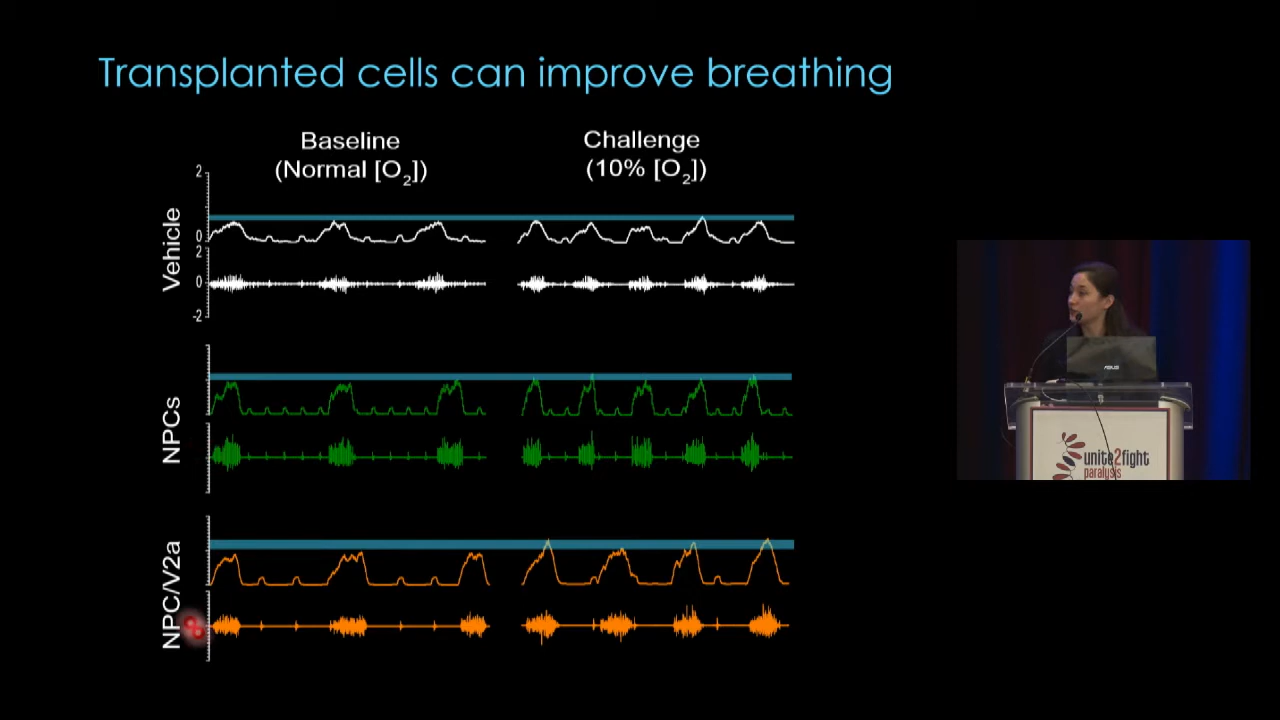 Transplanted cells can improve breathing
Baseline
(Normal [O2])
Challenge
(10% [O2])
Vehicle
2
0
2
0
-2
NPCs
NPC/V2a
ASUS
unite2fight
paralysis